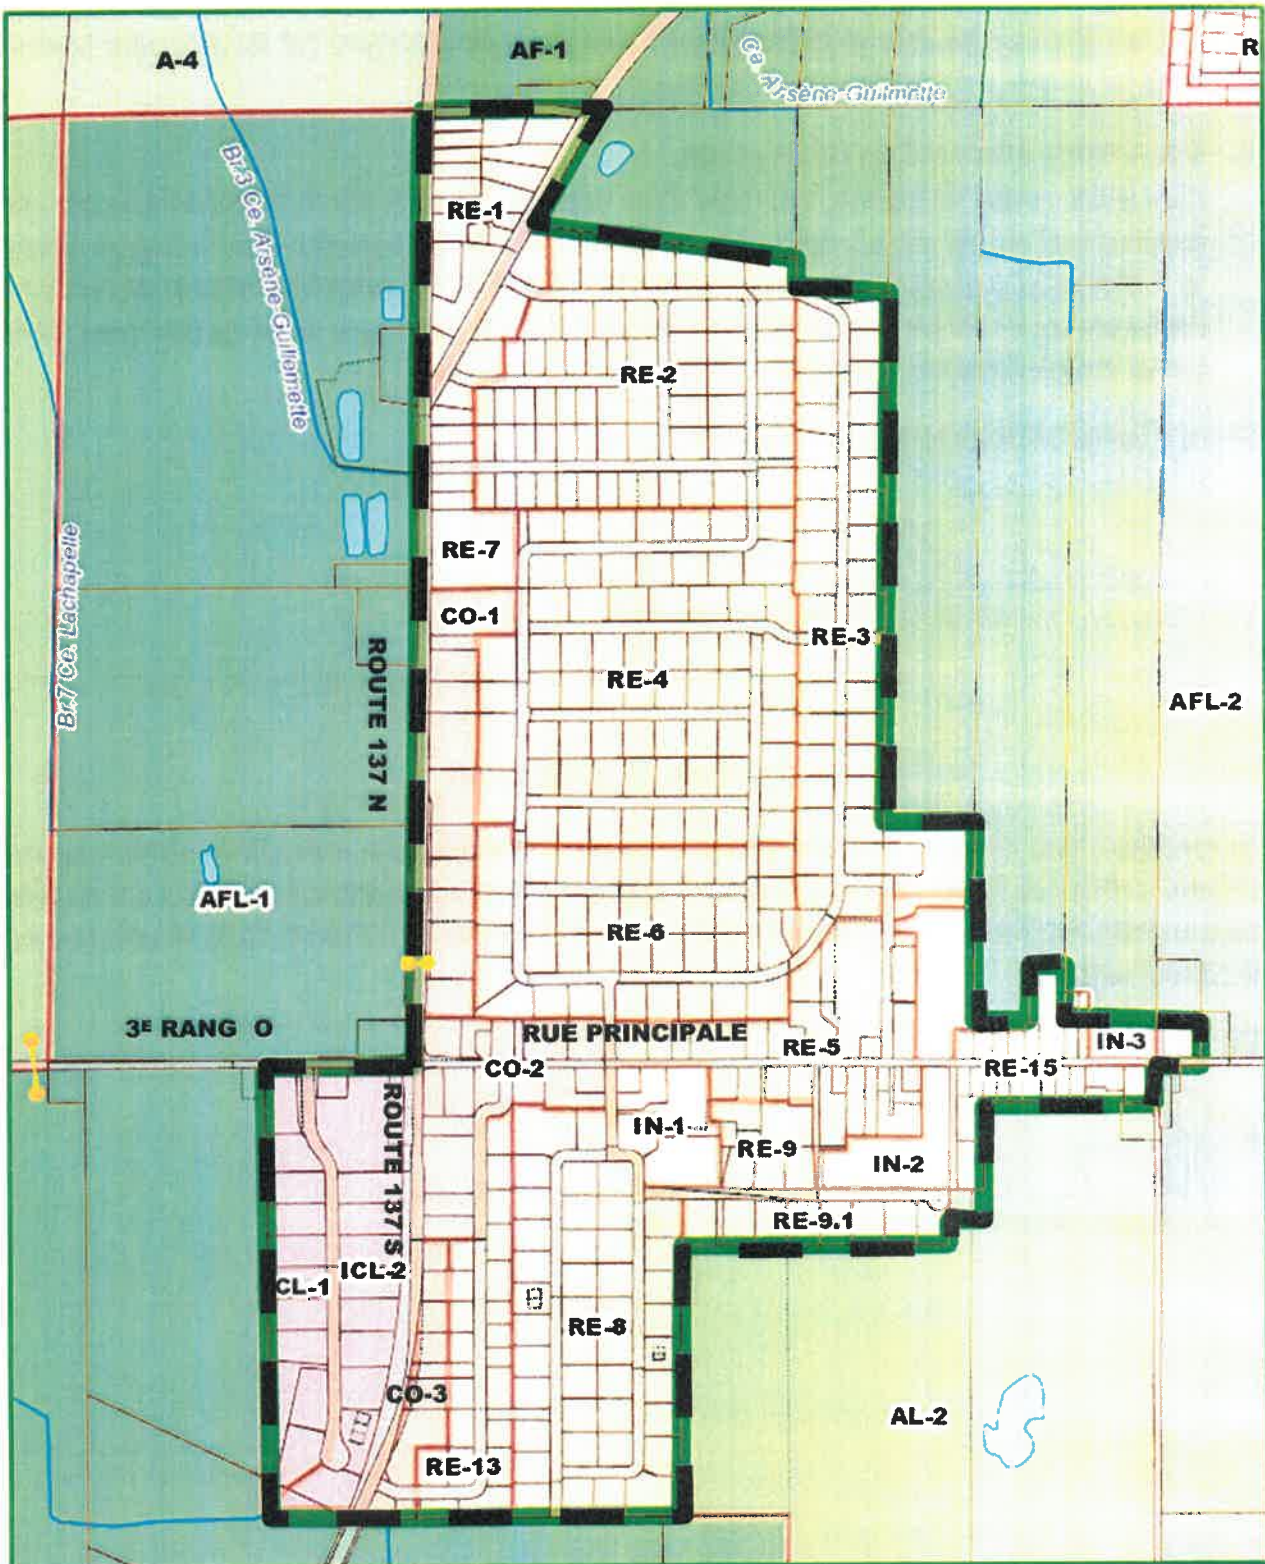 A-4
AF-1
R
Ce. Arsène-Guillmette
Br.3 Ce. Arsène-Guillemette
RE-1
RE-2
RE-7
CO-1
RE-3
RE-4
ROUTE 137 N
Br.7 Ce. Lachapelle
AFL-2
AFL-1
RE-6
3E RANG O
RUE PRINCIPALE
RE-5
IN-3
CO-2
RE-15
IN-1
RE-9
IN-2
ROUTE 137 S
RE-9.1
ICL-2
CL-1
RE-8
CO-3
AL-2
RE-13